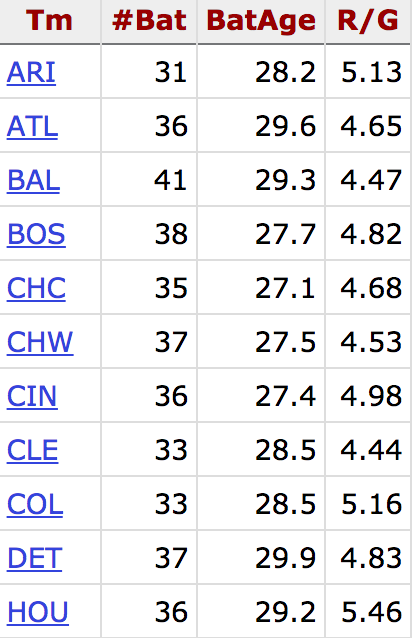 Tm #Bat BatAge R/G
ARI 31 28.2 5.13
ATL 36 29.6 4.65
BAL 41 29.3 4.47
BOS 38 27.7 4.82
CHC 35 27.1 4.68
CHW 37 27.5 4.53
CIN 36 27.4 4.98
CLE 33 28.5 4.44
COL 33 28.5 5.16
DET 37 29.9 4.83
HOU 36 29.2 5.46